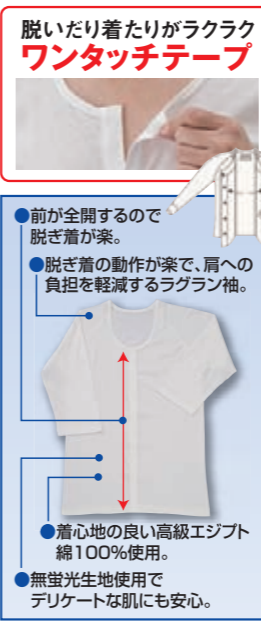 脱いだり着たりがラクラク
ワンタッチテープ
●前が全開するので
脱ぎ着が楽。
●脱ぎ着の動作が楽で、肩への
負担を軽減するラグラン袖。
●着心地の良い高級エジプト
綿100%使用。
●無蛍光生地使用で
デリケートな肌にも安心。